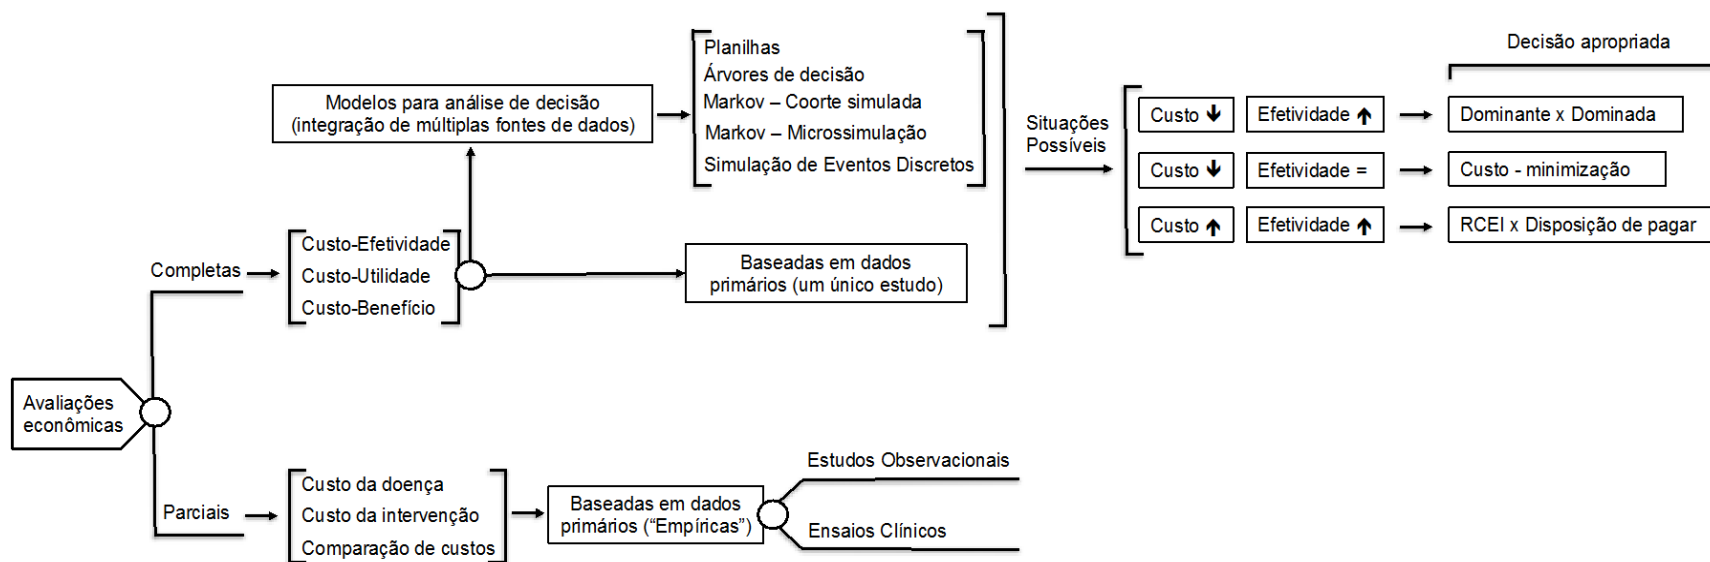 Decisão apropriada
Planilhas
Árvores de decisão
Markov – Coorte simulada
Markov – Microssimulação
Simulação de Eventos Discretos
Modelos para análise de decisão
(integração de múltiplas fontes de dados)
Situações
Possíveis
Custo ↓ Efetividade ↑ Dominante x Dominada
Custo ↓ Efetividade = Custo - minimização
Custo ↑ Efetividade ↑ RCEI x Disposição de pagar
Completas
Custo-Efetividade
Custo-Utilidade
Custo-Benefício
Baseadas em dados
primários (um único estudo)
Avaliações
econômicas
Parciais
Custo da doença
Custo da intervenção
Comparação de custos
Baseadas em dados
primários (“Empíricas”)
Estudos Observacionais
Ensaios Clínicos